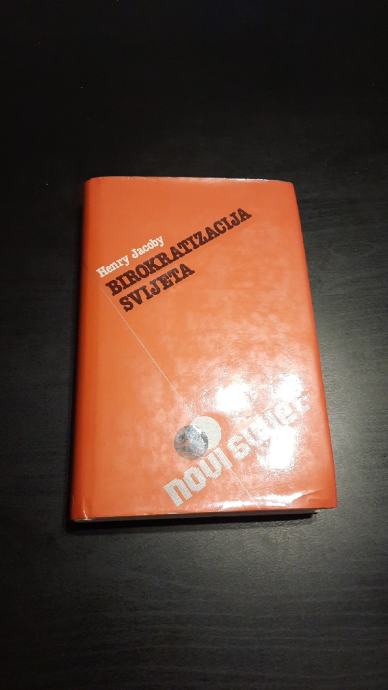 Henry Jacoby
BIROKRATIZACIJA
SVIJETA
novi svijet